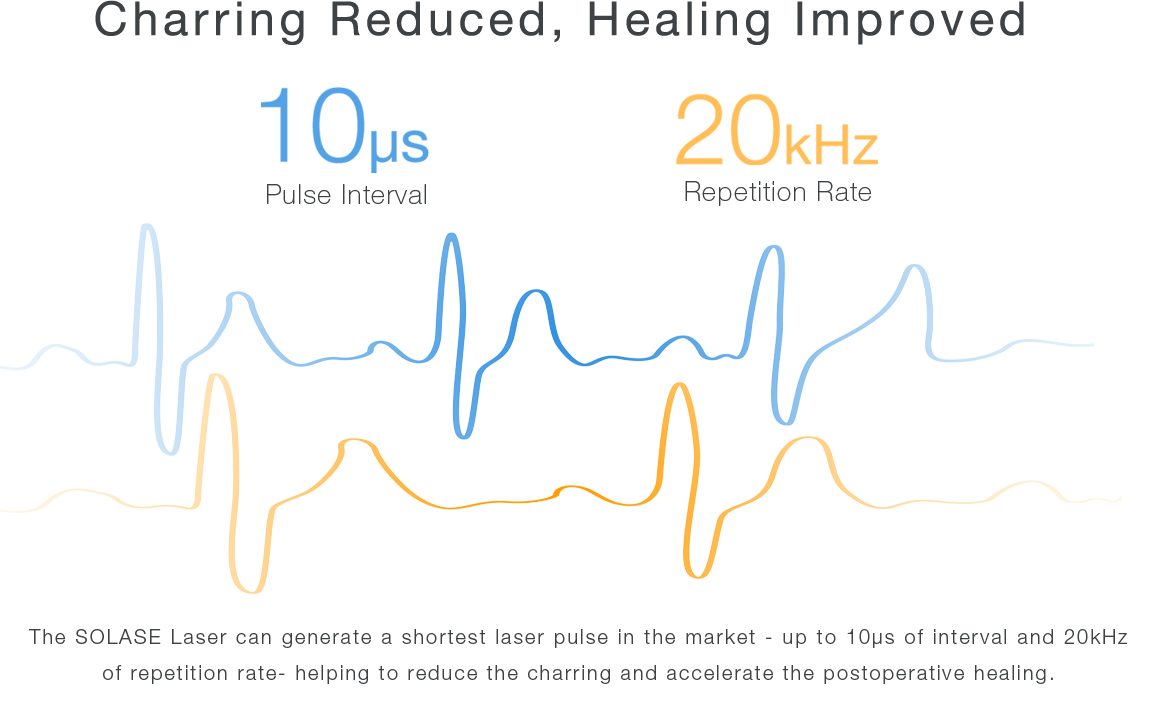 Charring Reduced, Healing Improved
10µs
Pulse Interval
20kHz
Repetition Rate
The SOLASE Laser can generate a shortest laser pulse in the market - up to 10µs of interval and 20kHz
of repetition rate- helping to reduce the charring and accelerate the postoperative healing.